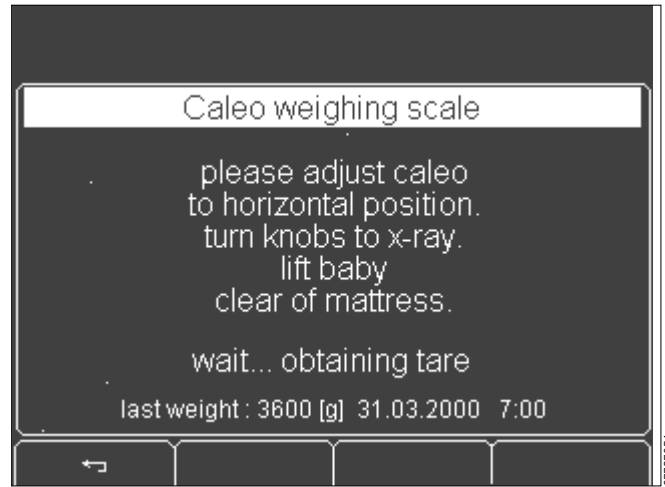 Caleo weighing scale
please adjust caleo
to horizontal position.
turn knobs to x-ray.
lift baby
clear of mattress.
wait... obtaining tare
last weight : 3600 [g] 31.03.2000 7:00